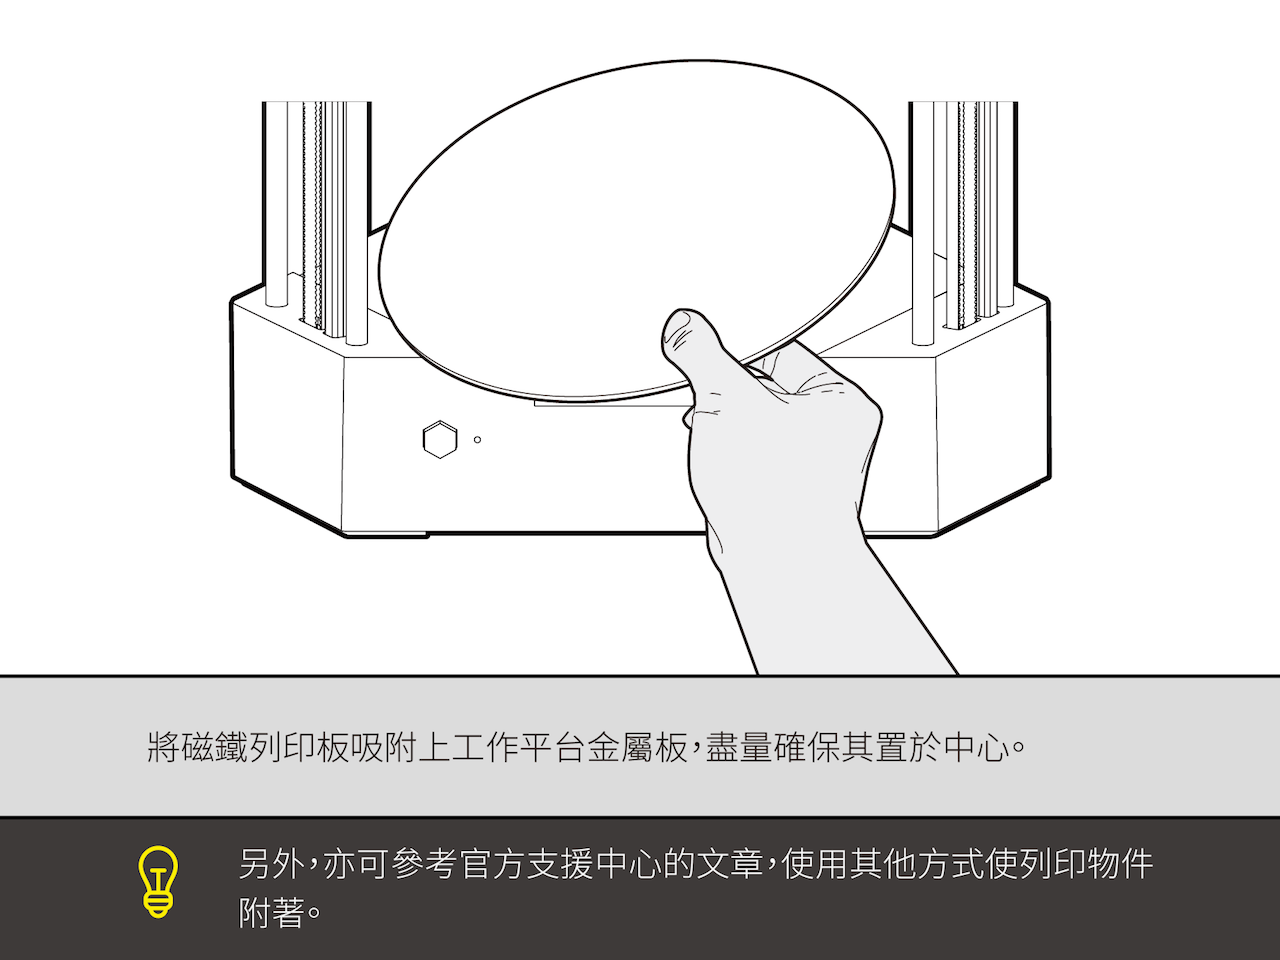 將磁鐵列印板吸附上工作平台金屬板，盡量確保其置於中心。
另外，亦可參考官方支援中心的文章，使用其他方式使列印物件
附著。